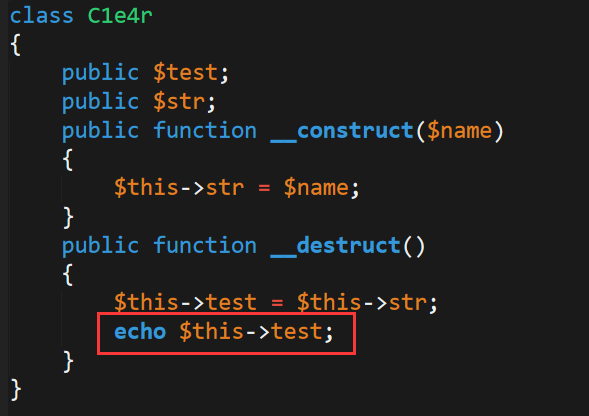 class C1e4r
{
    public $test;
    public $str;
    public function __construct($name)
    {
        $this->str = $name;
    }
    public function __destruct()
    {
        $this->test = $this->str;
        echo $this->test;
    }
}